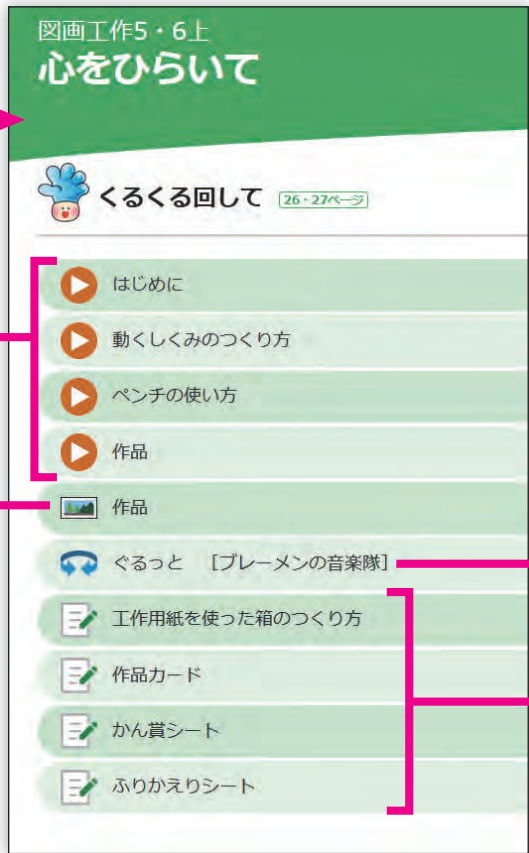 図画工作5・6上
心をひらいて
くるくる回して 26・27ページ
はじめに
動くしくみのつくり方
ペンチの使い方
作品
作品
ぐるっと ［ブレーメンの音楽隊］
工作用紙を使った箱のつくり方
作品カード
かん賞シート
ふりかえりシート